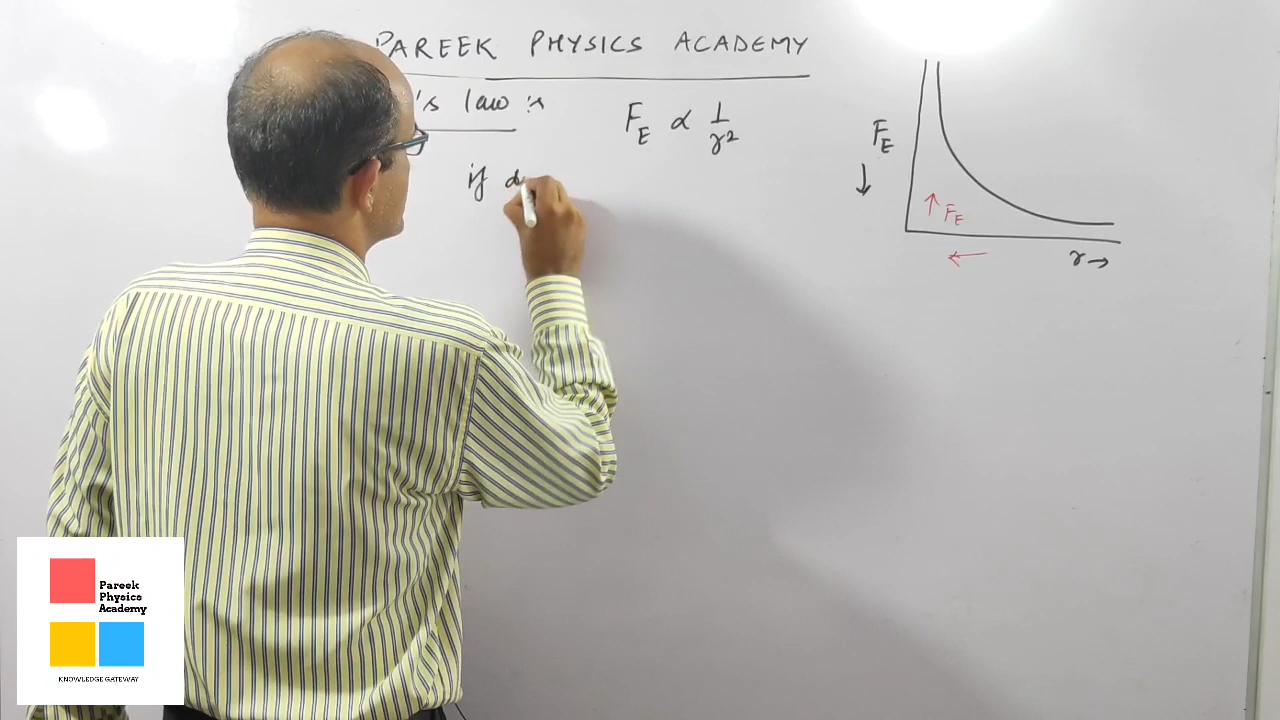 PAREEK PHYSICS ACADEMY
's law :
F_E ∝ 1/r²
if
F_E ↓
↑ F_E
←
r →
Pareek
Physics
Academy
KNOWLEDGE GATEWAY